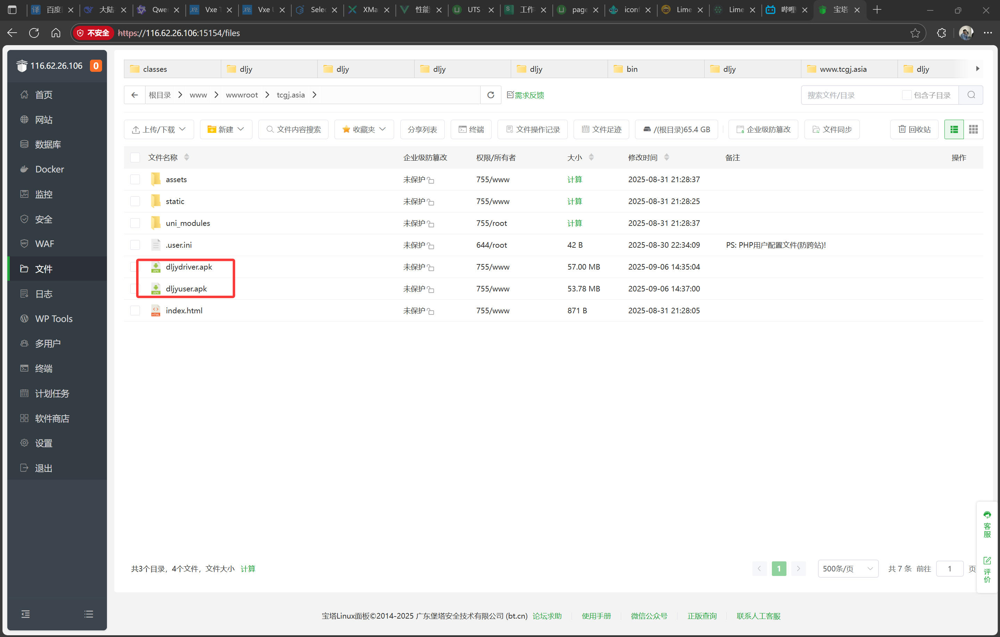 译 百度 大陆 Qwe Vxe T Vxe U Selec XMa 性能 UTS S 工作 page iconf Lime Lime 哔哩 宝塔
不安全 https://116.62.26.106:15154/files
116.62.26.106 0
首页
网站
数据库
Docker
监控
安全
WAF
文件
日志
WP Tools
多用户
终端
计划任务
软件商店
设置
退出
classes dljy dljy dljy dljy bin dljy www.tcgj.asia dljy
根目录 www wwwroot tcgj.asia 需求反馈 搜索文件/目录 包含子目录
上传/下载 新建 文件内容搜索 收藏夹 分享列表 终端 文件操作记录 文件足迹 /(根目录)65.4 GB 企业级防篡改 文件同步 回收站
文件名称 企业级防篡改 权限/所有者 大小 修改时间 备注 操作
assets 未保护 755/www 计算 2025-08-31 21:28:37
static 未保护 755/www 计算 2025-08-31 21:28:25
uni_modules 未保护 755/root 计算 2025-08-31 21:28:37
.user.ini 未保护 644/root 42 B 2025-08-30 22:34:09 PS: PHP用户配置文件(防跨站)!
APK dljydriver.apk 未保护 755/www 57.00 MB 2025-09-06 14:35:04
APK dljyuser.apk 未保护 755/www 53.78 MB 2025-09-06 14:37:00
HTML index.html 未保护 755/www 871 B 2025-08-31 21:28:05
客服
评价
共3个目录，4个文件，文件大小 计算 1 500条/页 共 7 条 前往 1 页
宝塔Linux面板©2014-2025 广东堡塔安全技术有限公司 (bt.cn) 论坛求助 使用手册 微信公众号 正版查询 联系人工客服